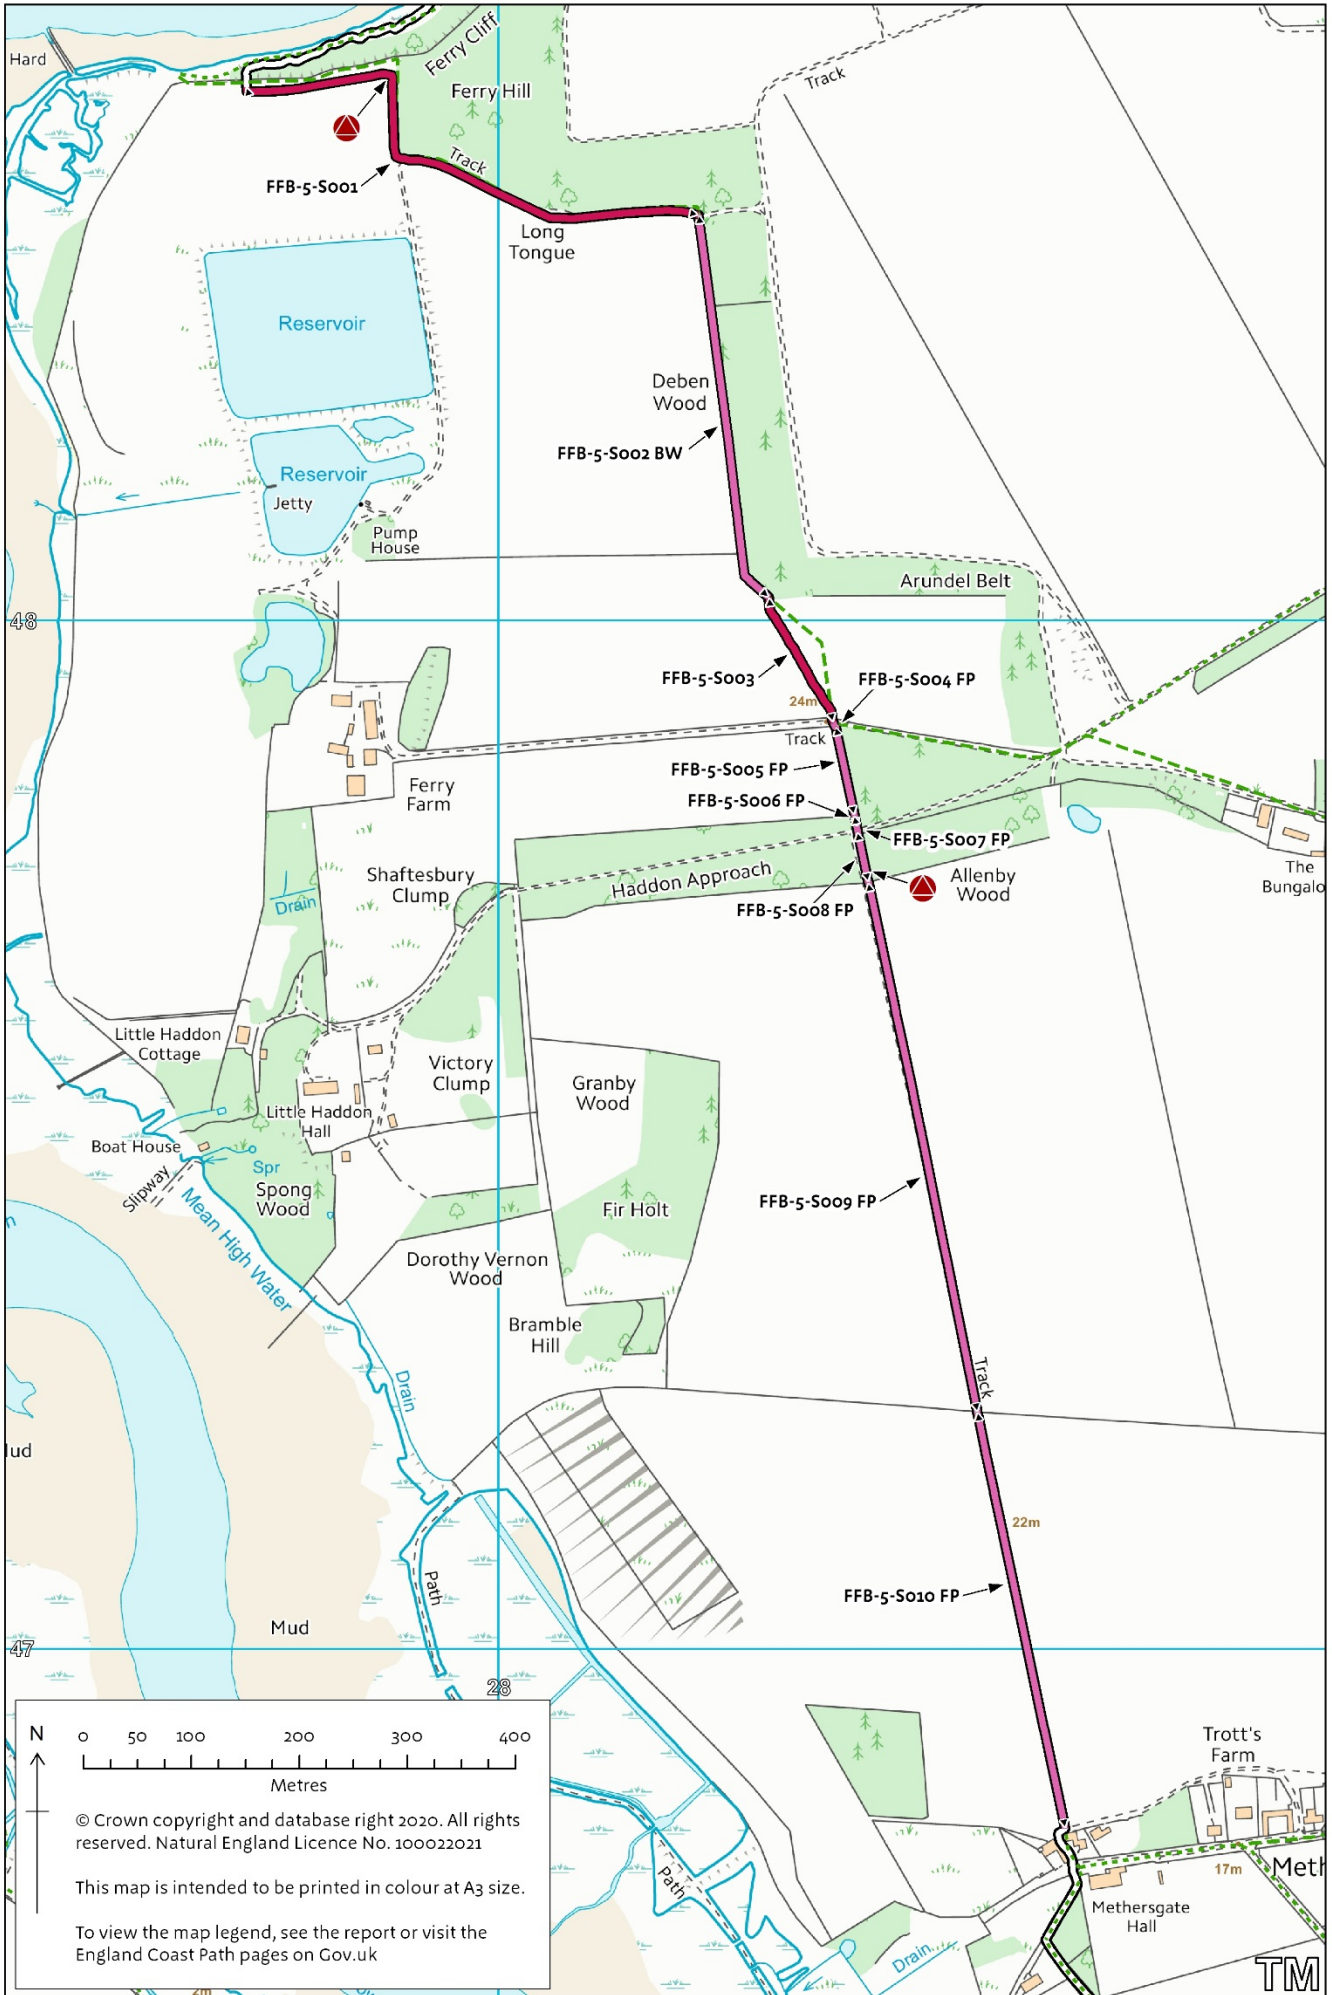 Hard
Ferry Cliff
Ferry Hill
Track
Track
FFB-5-S001
Long
Tongue
Reservoir
Deben
Wood
FFB-5-S002 BW
Reservoir
Jetty
Pump
House
Arundel Belt
48
FFB-5-S003
FFB-5-S004 FP
24m
Track
FFB-5-S005 FP
Ferry
Farm
FFB-5-S006 FP
FFB-5-S007 FP
Shaftesbury
Clump
Haddon Approach
Allenby
Wood
The
Bungalo
Drain
FFB-5-S008 FP
Little Haddon
Cottage
Victory
Clump
Granby
Wood
Little Haddon
Hall
Boat House
Slipway
Spr
Spong
Wood
FFB-5-S009 FP
Fir Holt
Mean High Water
Dorothy Vernon
Wood
Bramble
Hill
Track
Drain
lud
22m
Path
FFB-5-S010 FP
Mud
47
28
N
0 50 100 200 300 400
Metres
Trott's
Farm
© Crown copyright and database right 2020. All rights
reserved. Natural England Licence No. 100022021
This map is intended to be printed in colour at A3 size.
To view the map legend, see the report or visit the
England Coast Path pages on Gov.uk
Path
17m
Meth
Methersgate
Hall
Drain
TM
2m